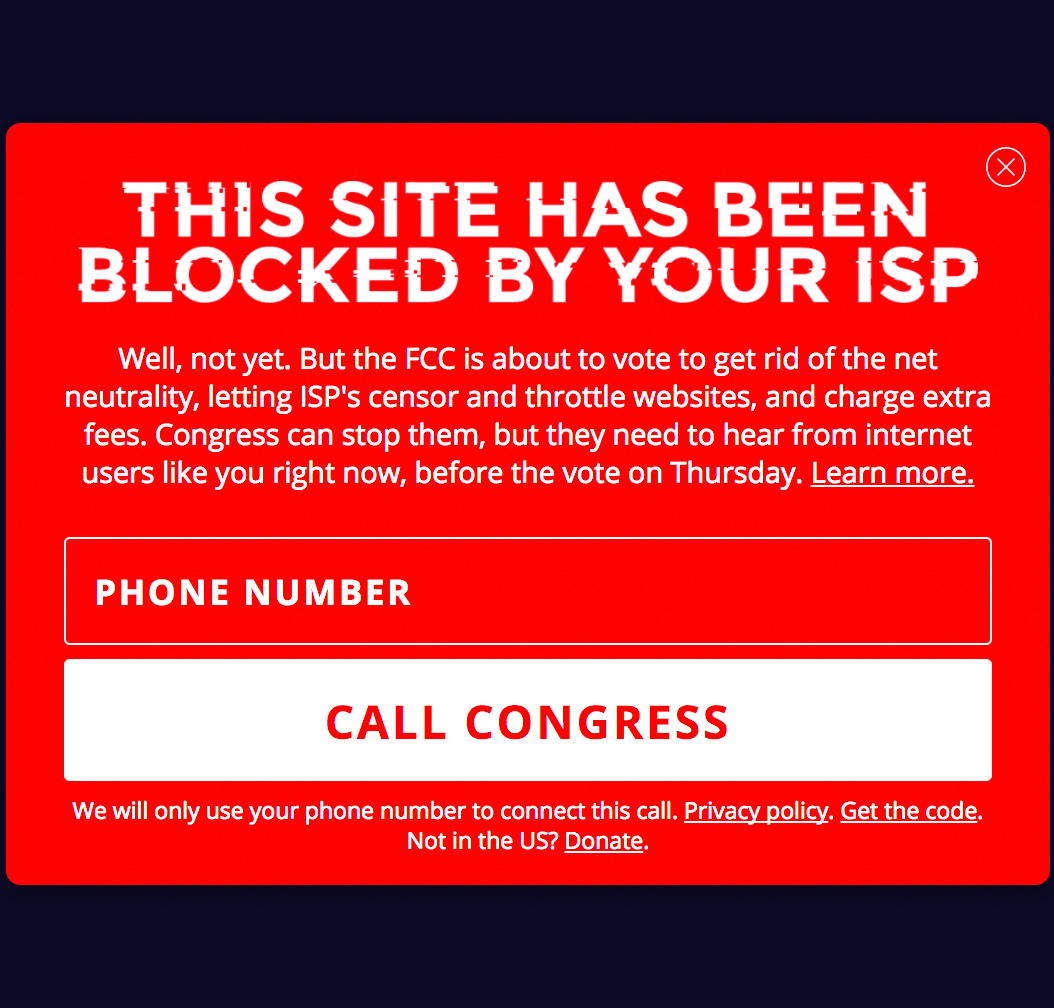 THIS SITE HAS BEEN
BLOCKED BY YOUR ISP
Well, not yet. But the FCC is about to vote to get rid of the net
neutrality, letting ISP's censor and throttle websites, and charge extra
fees. Congress can stop them, but they need to hear from internet
users like you right now, before the vote on Thursday. Learn more.
PHONE NUMBER
CALL CONGRESS
We will only use your phone number to connect this call. Privacy policy. Get the code.
Not in the US? Donate.